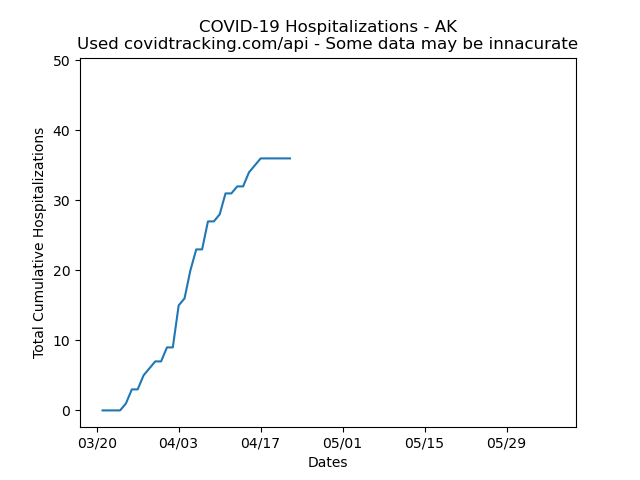 COVID-19 Hospitalizations - AK
Used covidtracking.com/api - Some data may be innacurate
50
40
30
20
10
0
Total Cumulative Hospitalizations
03/20 04/03 04/17 05/01 05/15 05/29
Dates